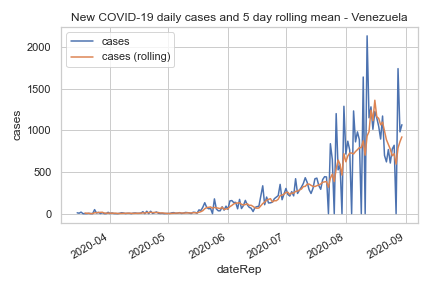 New COVID-19 daily cases and 5 day rolling mean - Venezuela
cases
cases (rolling)
2000
1500
1000
500
0
cases
2020-04
2020-05
2020-06
2020-07
2020-08
2020-09
dateRep